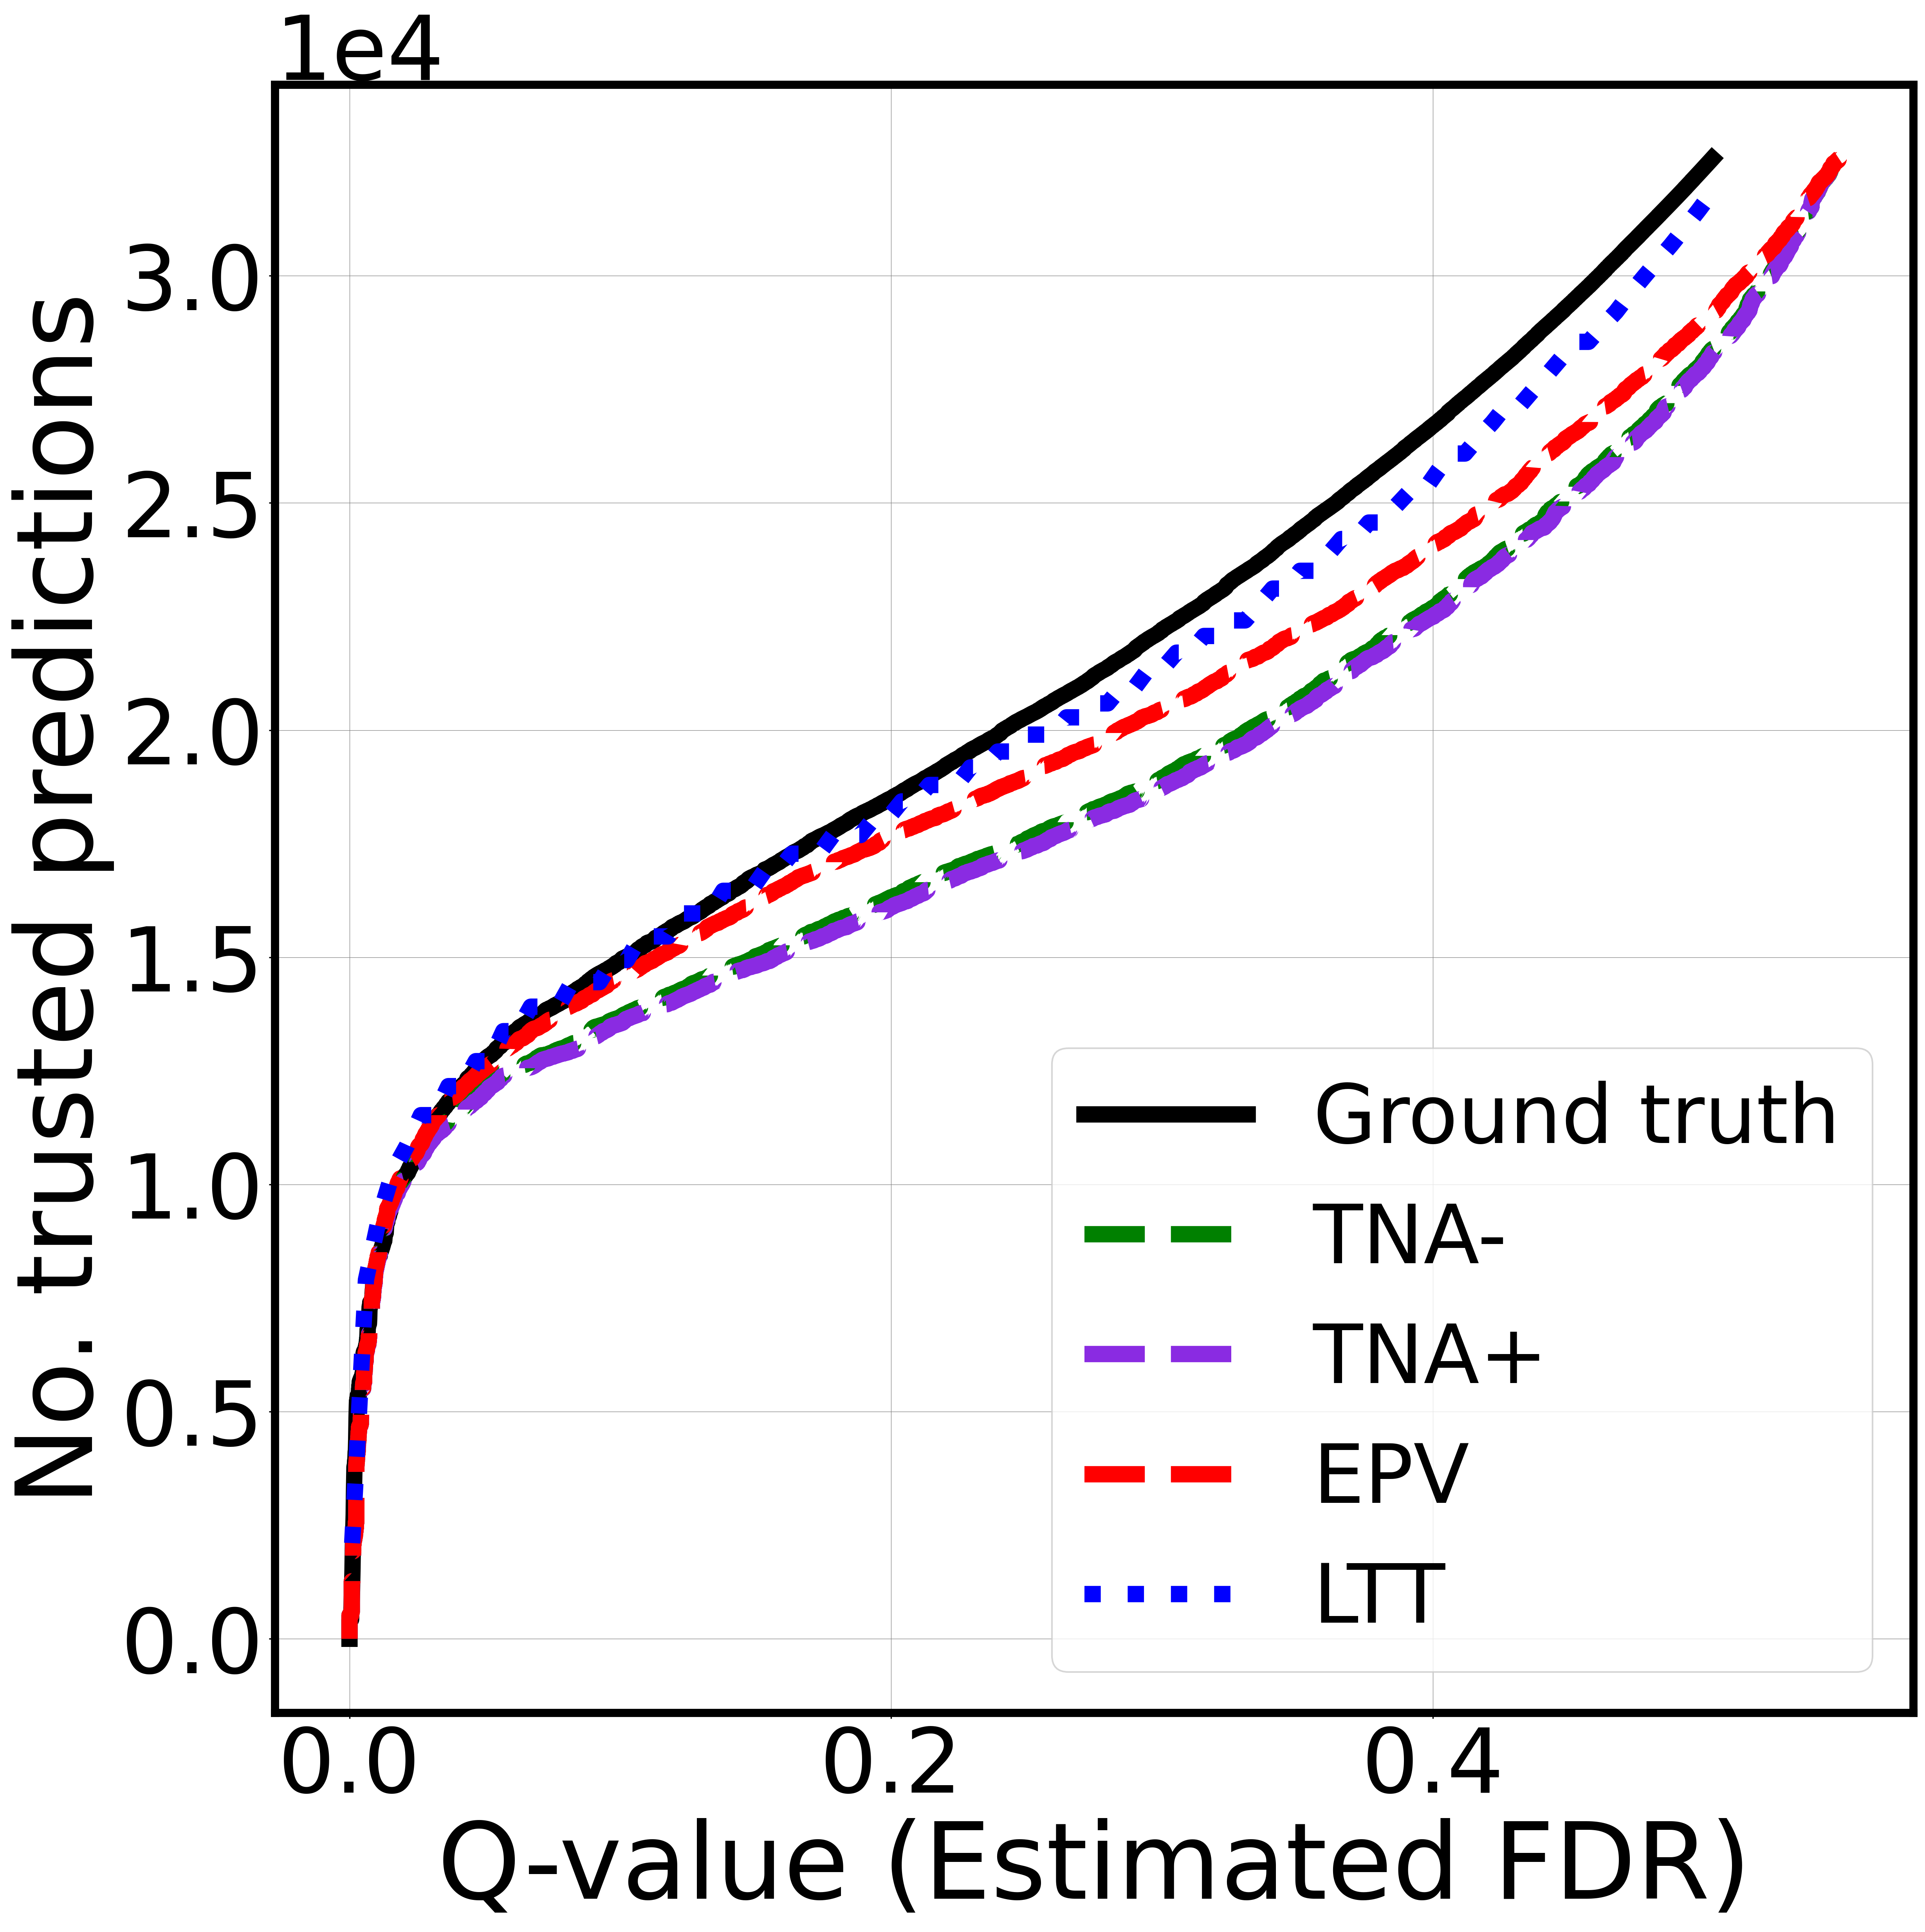 1e4
No. trusted predictions
3.0
2.5
2.0
1.5
1.0
0.5
0.0
Ground truth
TNA-
TNA+
EPV
LTT
0.0 0.2 0.4
Q-value (Estimated FDR)